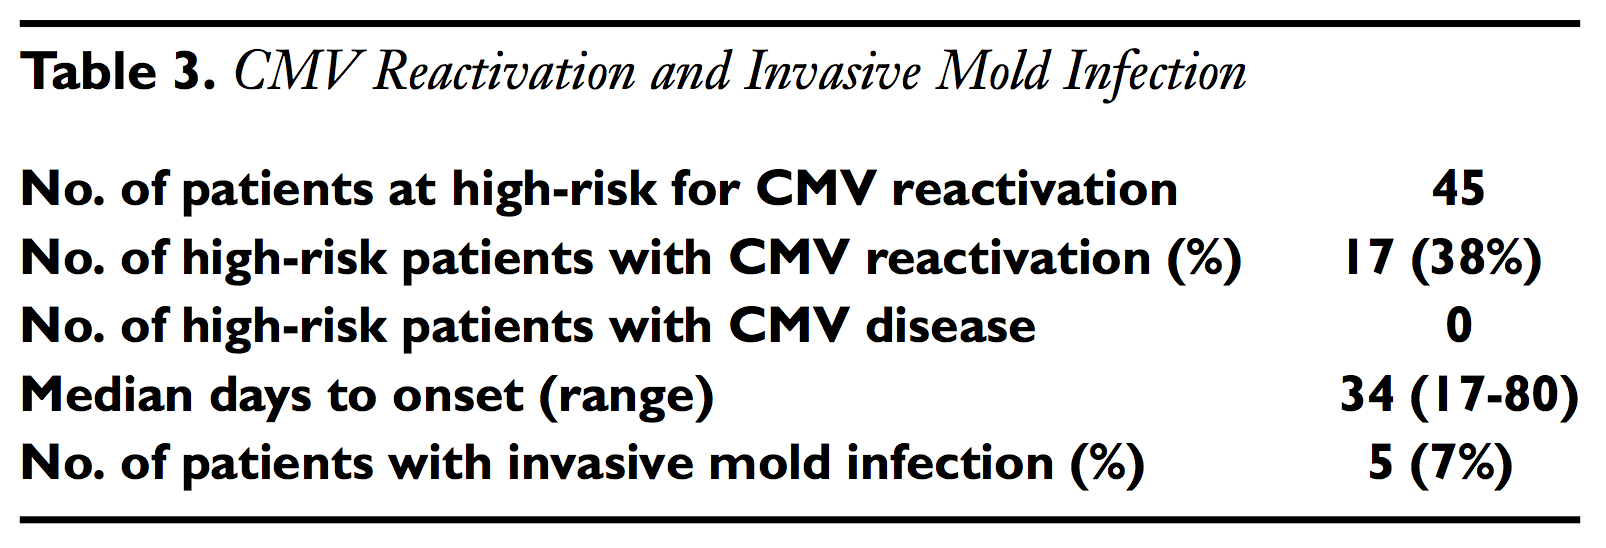 Table 3. CMV Reactivation and Invasive Mold Infection
No. of patients at high-risk for CMV reactivation 45
No. of high-risk patients with CMV reactivation (%) 17 (38%)
No. of high-risk patients with CMV disease 0
Median days to onset (range) 34 (17-80)
No. of patients with invasive mold infection (%) 5 (7%)